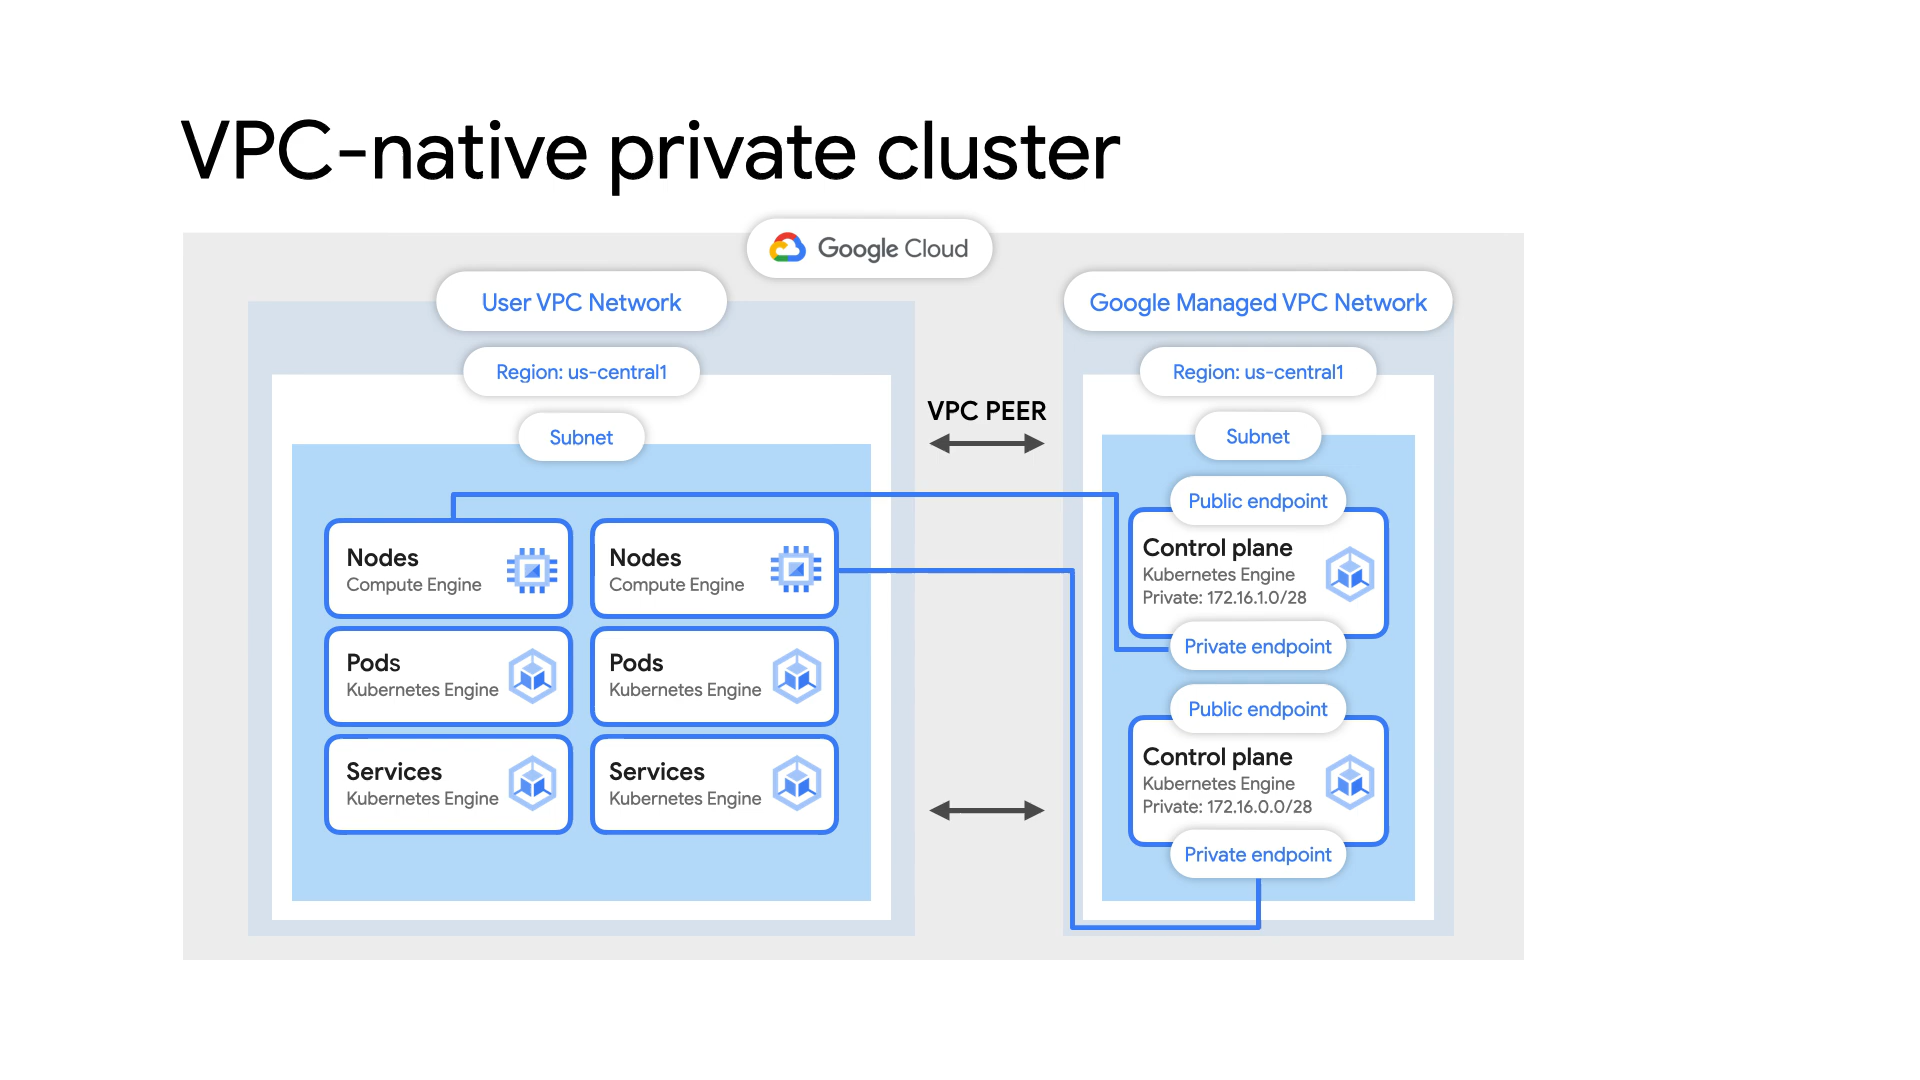 VPC-native private cluster
Google Cloud
User VPC Network
Region: us-central1
Subnet
Nodes
Compute Engine
Nodes
Compute Engine
Pods
Kubernetes Engine
Pods
Kubernetes Engine
Services
Kubernetes Engine
Services
Kubernetes Engine
VPC PEER
Google Managed VPC Network
Region: us-central1
Subnet
Public endpoint
Control plane
Kubernetes Engine
Private: 172.16.1.0/28
Private endpoint
Public endpoint
Control plane
Kubernetes Engine
Private: 172.16.0.0/28
Private endpoint